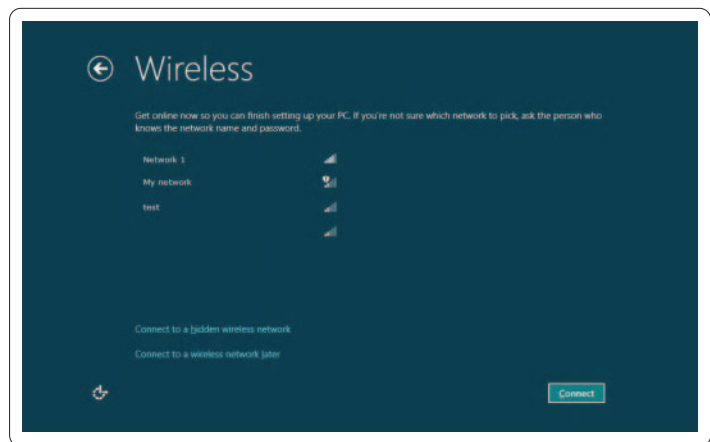 Wireless
Get online now so you can finish setting up your PC. If you're not sure which network to pick, ask the person who
knows the network name and password.
Network 1
My network
test
Connect to a hidden wireless network
Connect to a wireless network later
Connect